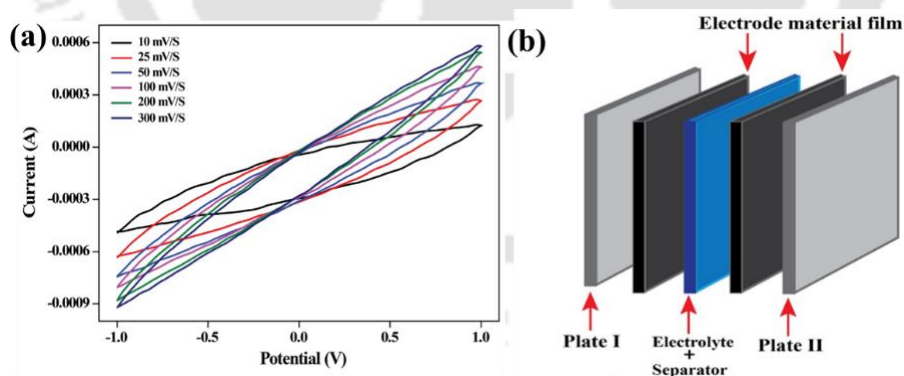 (a)
0.0006
0.0003
0.0000
-0.0003
-0.0006
-0.0009
Current (A)
10 mV/S
25 mV/S
50 mV/S
100 mV/S
200 mV/S
300 mV/S
-1.0
-0.5
0.0
0.5
1.0
Potential (V)
(b)
Electrode material film
Plate I
Electrolyte
+
Separator
Plate II